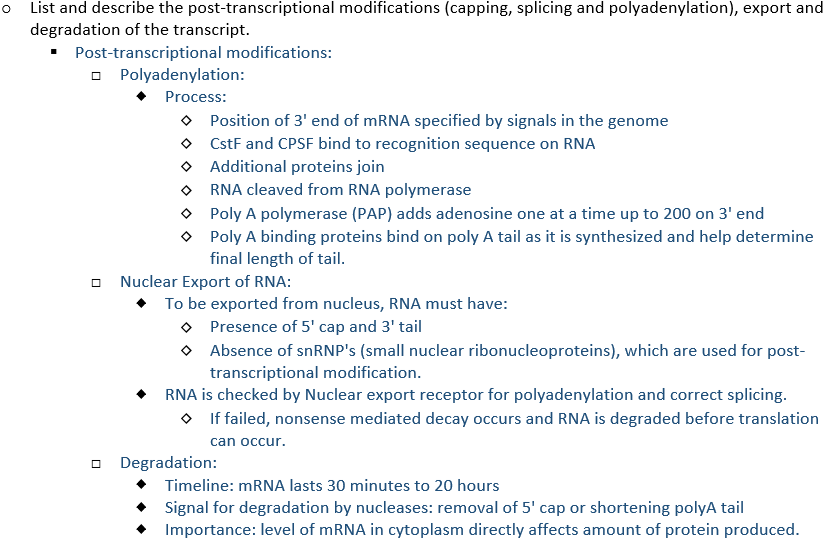 List and describe the post-transcriptional modifications (capping, splicing and polyadenylation), export and
degradation of the transcript.
Post-transcriptional modifications:
Polyadenylation:
Process:
Position of 3' end of mRNA specified by signals in the genome
CstF and CPSF bind to recognition sequence on RNA
Additional proteins join
RNA cleaved from RNA polymerase
Poly A polymerase (PAP) adds adenosine one at a time up to 200 on 3' end
Poly A binding proteins bind on poly A tail as it is synthesized and help determine
final length of tail.
Nuclear Export of RNA:
To be exported from nucleus, RNA must have:
Presence of 5' cap and 3' tail
Absence of snRNP's (small nuclear ribonucleoproteins), which are used for post-
transcriptional modification.
RNA is checked by Nuclear export receptor for polyadenylation and correct splicing.
If failed, nonsense mediated decay occurs and RNA is degraded before translation
can occur.
Degradation:
Timeline: mRNA lasts 30 minutes to 20 hours
Signal for degradation by nucleases: removal of 5' cap or shortening polyA tail
Importance: level of mRNA in cytoplasm directly affects amount of protein produced.